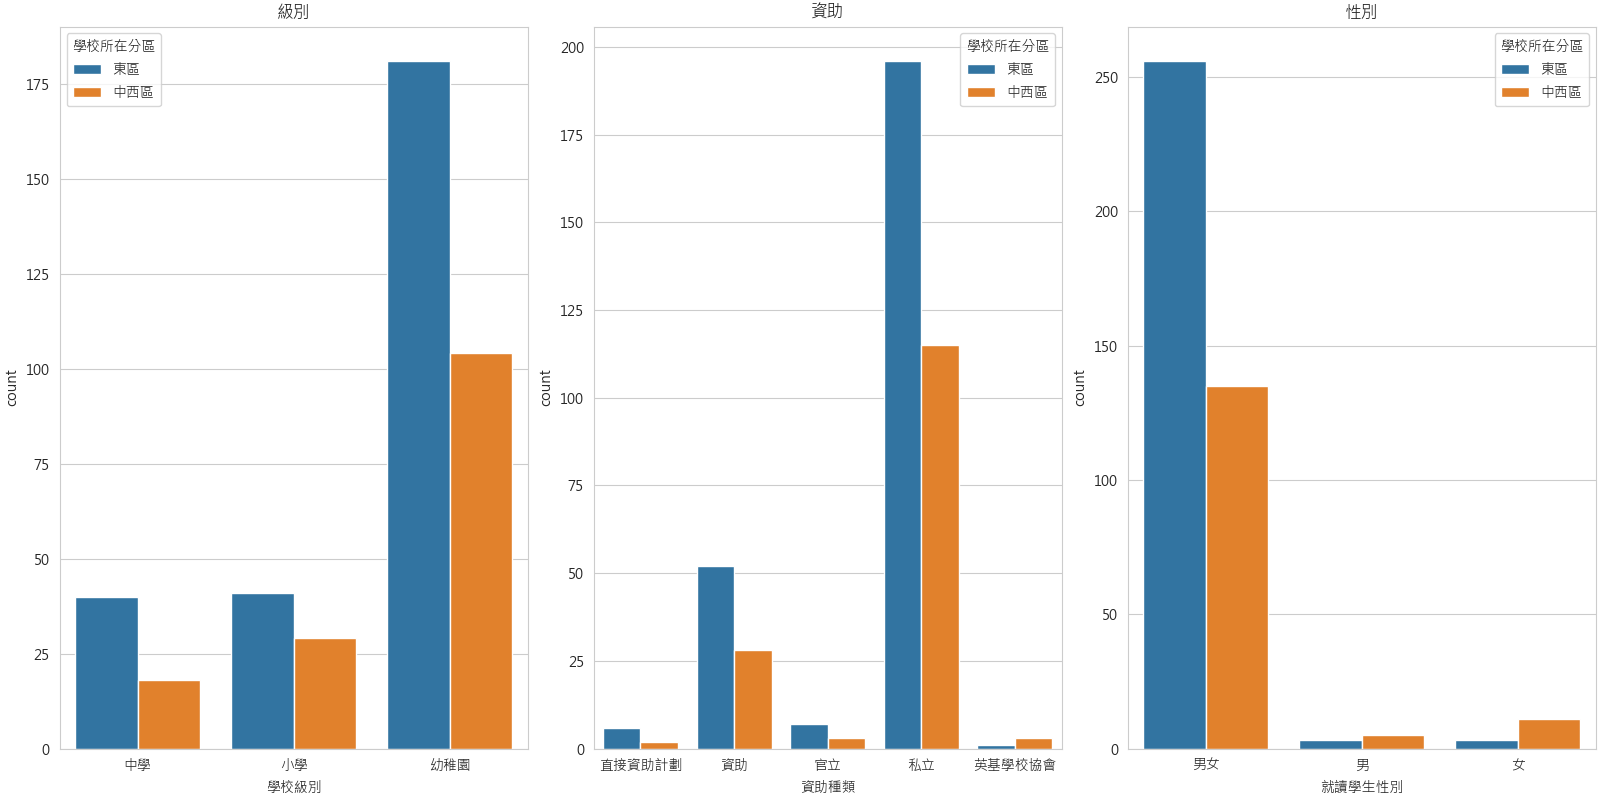 級別
學校所在分區
東區
中西區
175
150
125
100
75
50
25
0
count
中學 小學 幼稚園
學校級別
資助
學校所在分區
東區
中西區
200
175
150
125
100
75
50
25
0
count
直接資助計劃 資助 官立 私立 英基學校協會
資助種類
性別
學校所在分區
東區
中西區
250
200
150
100
50
0
count
男女 男 女
就讀學生性別